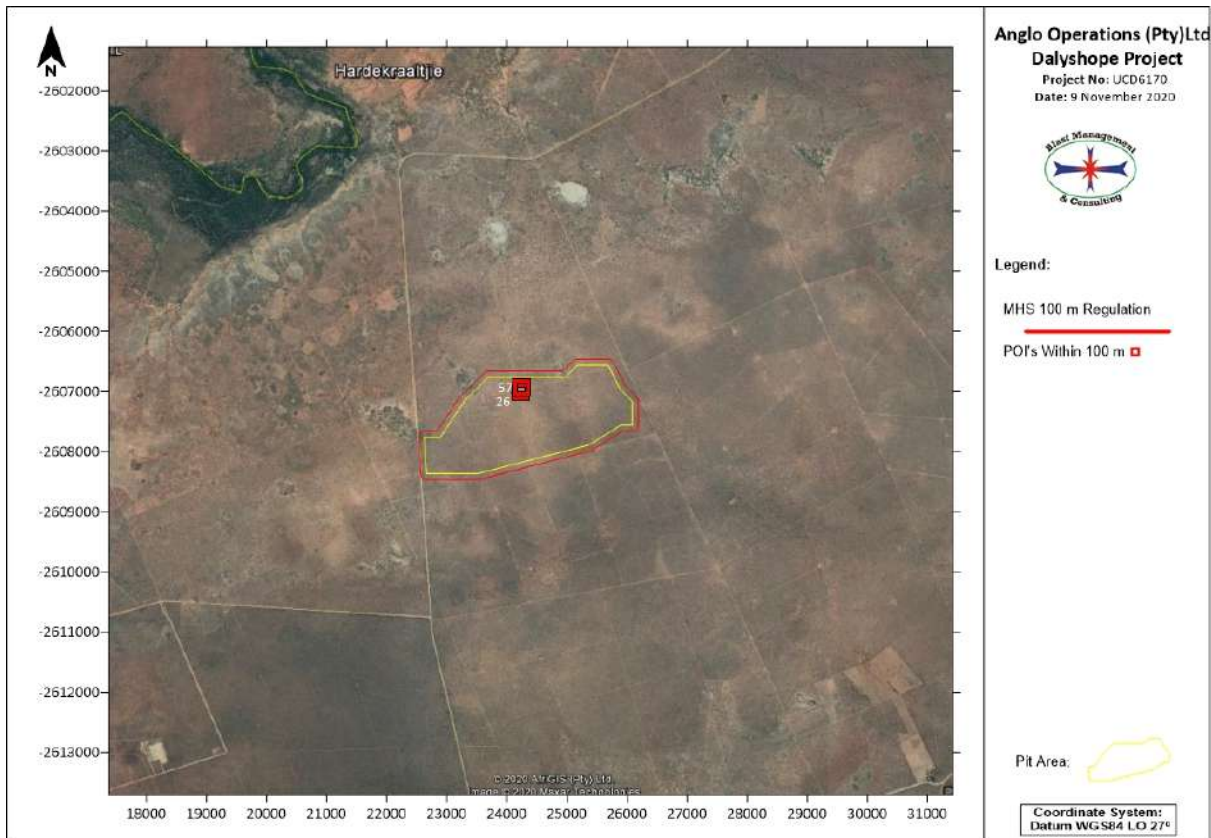 N
Hardekraaltjie
-2602000
-2603000
-2604000
-2605000
-2606000
-2607000
-2608000
-2609000
-2610000
-2611000
-2612000
-2613000
57
26
© 2020 AfriGIS (Pty) Ltd.
Image © 2020 Maxar Technologies
18000 19000 20000 21000 22000 23000 24000 25000 26000 27000 28000 29000 30000 31000
Anglo Operations (Pty)Ltd
Dalyshope Project
Project No: UCD6170
Date: 9 November 2020
Blast Management
& Consulting
Legend:
MHS 100 m Regulation
POI's Within 100 m
Pit Area:
Coordinate System:
Datum WGS84 LO 27º